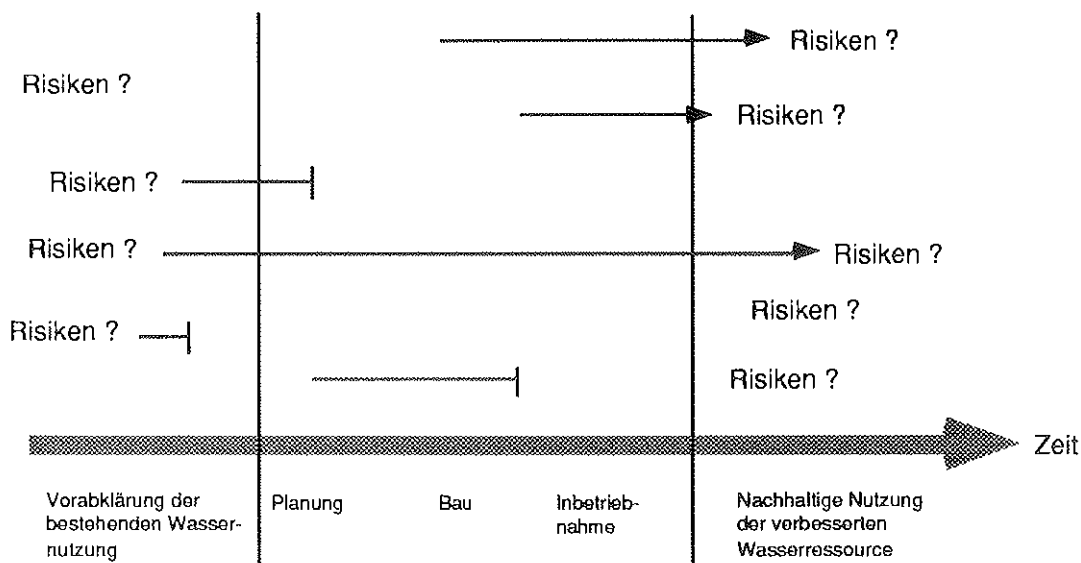 Risiken ?
Risiken ?
Risiken ?
Risiken ?
Risiken ?
Risiken ?
Risiken ?
Risiken ?
Risiken ?
Zeit
Vorabklärung der
bestehenden Wasser-
nutzung
Planung
Bau
Inbetrieb-
nahme
Nachhaltige Nutzung
der verbesserten
Wasserressource